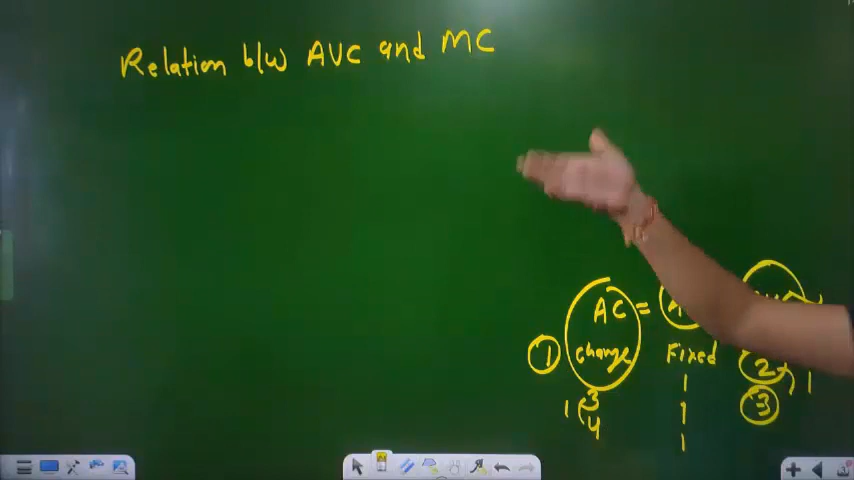 Relation b/w AVC and MC
AC =
① change Fixed
1 2
3 1 1
4 1 3
1